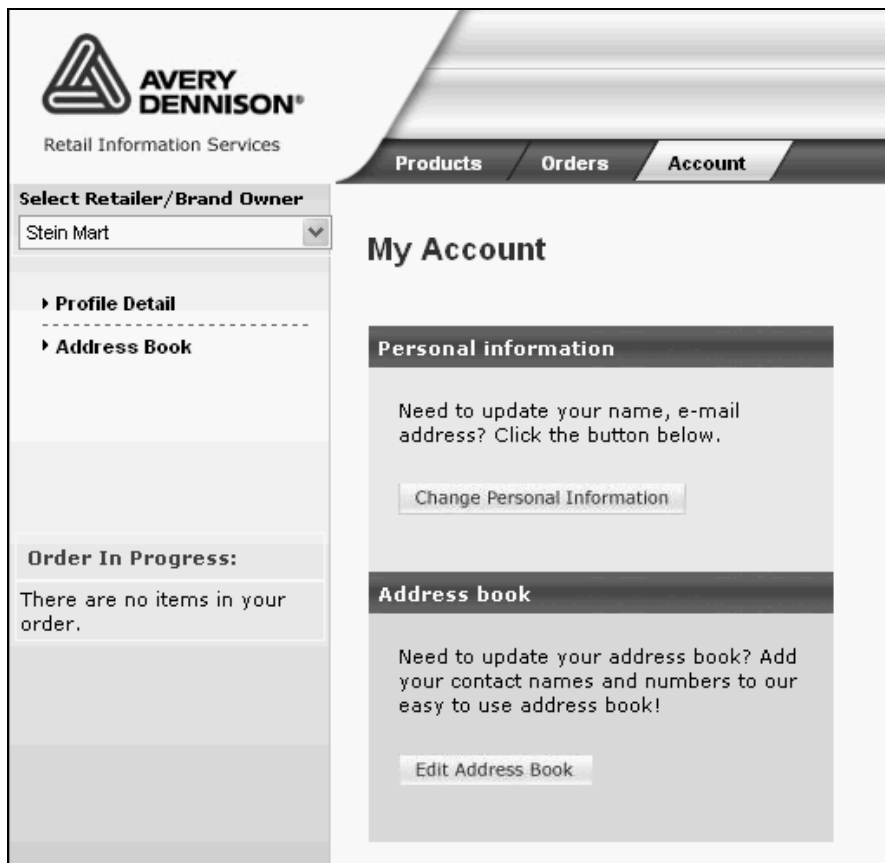 AVERY
DENNISON®
Retail Information Services
Products
Orders
Account
Select Retailer/Brand Owner
Stein Mart
Profile Detail
Address Book
Order In Progress:
There are no items in your
order.
My Account
Personal information
Need to update your name, e-mail
address? Click the button below.
Change Personal Information
Address book
Need to update your address book? Add
your contact names and numbers to our
easy to use address book!
Edit Address Book